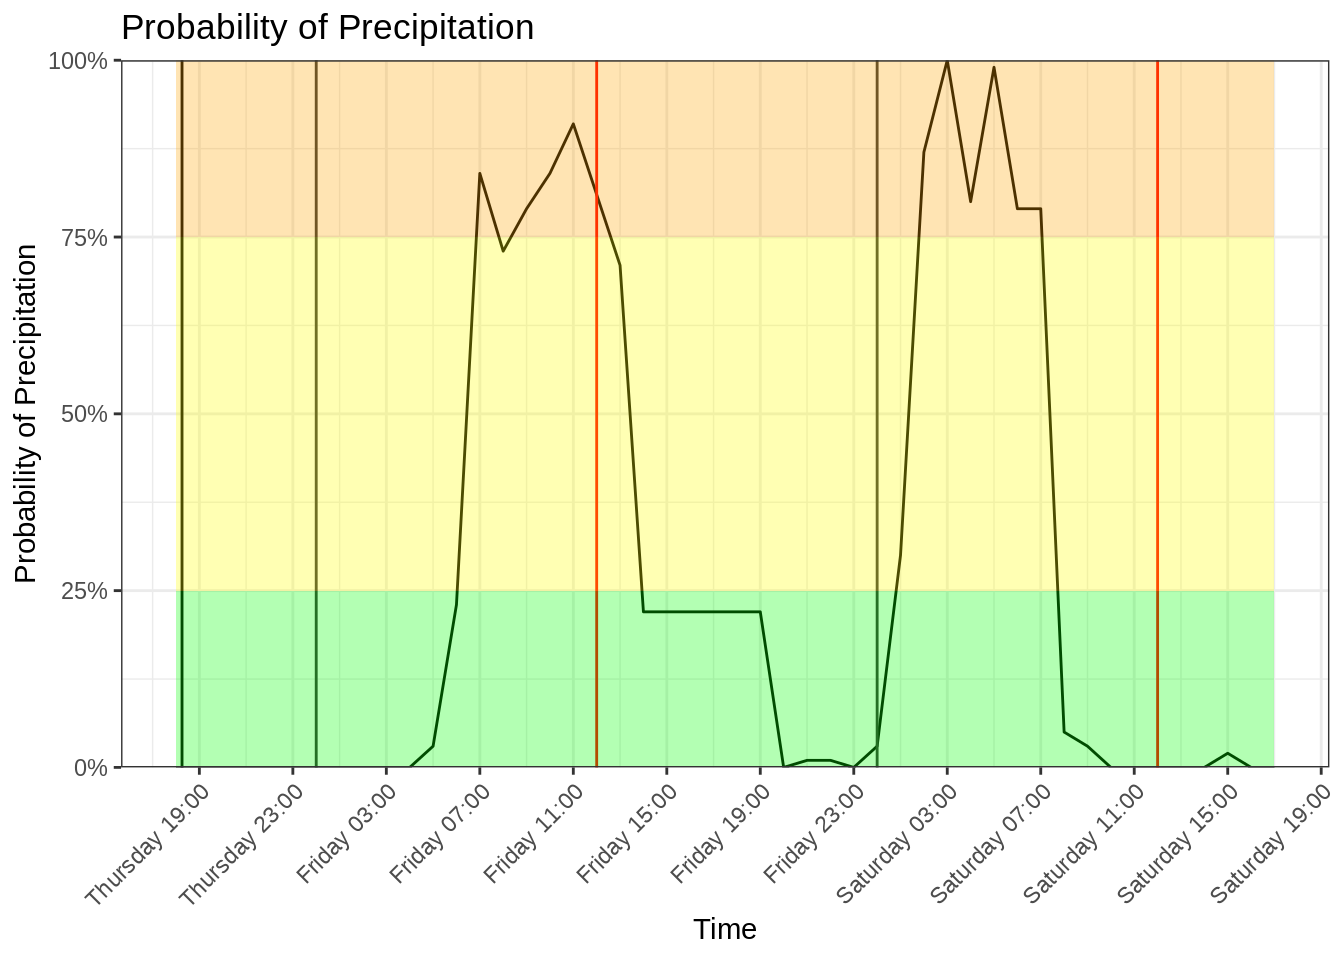 Probability of Precipitation
Probability of Precipitation
100%
75%
50%
25%
0%
Thursday 19:00
Thursday 23:00
Friday 03:00
Friday 07:00
Friday 11:00
Friday 15:00
Friday 19:00
Friday 23:00
Saturday 03:00
Saturday 07:00
Saturday 11:00
Saturday 15:00
Saturday 19:00
Time